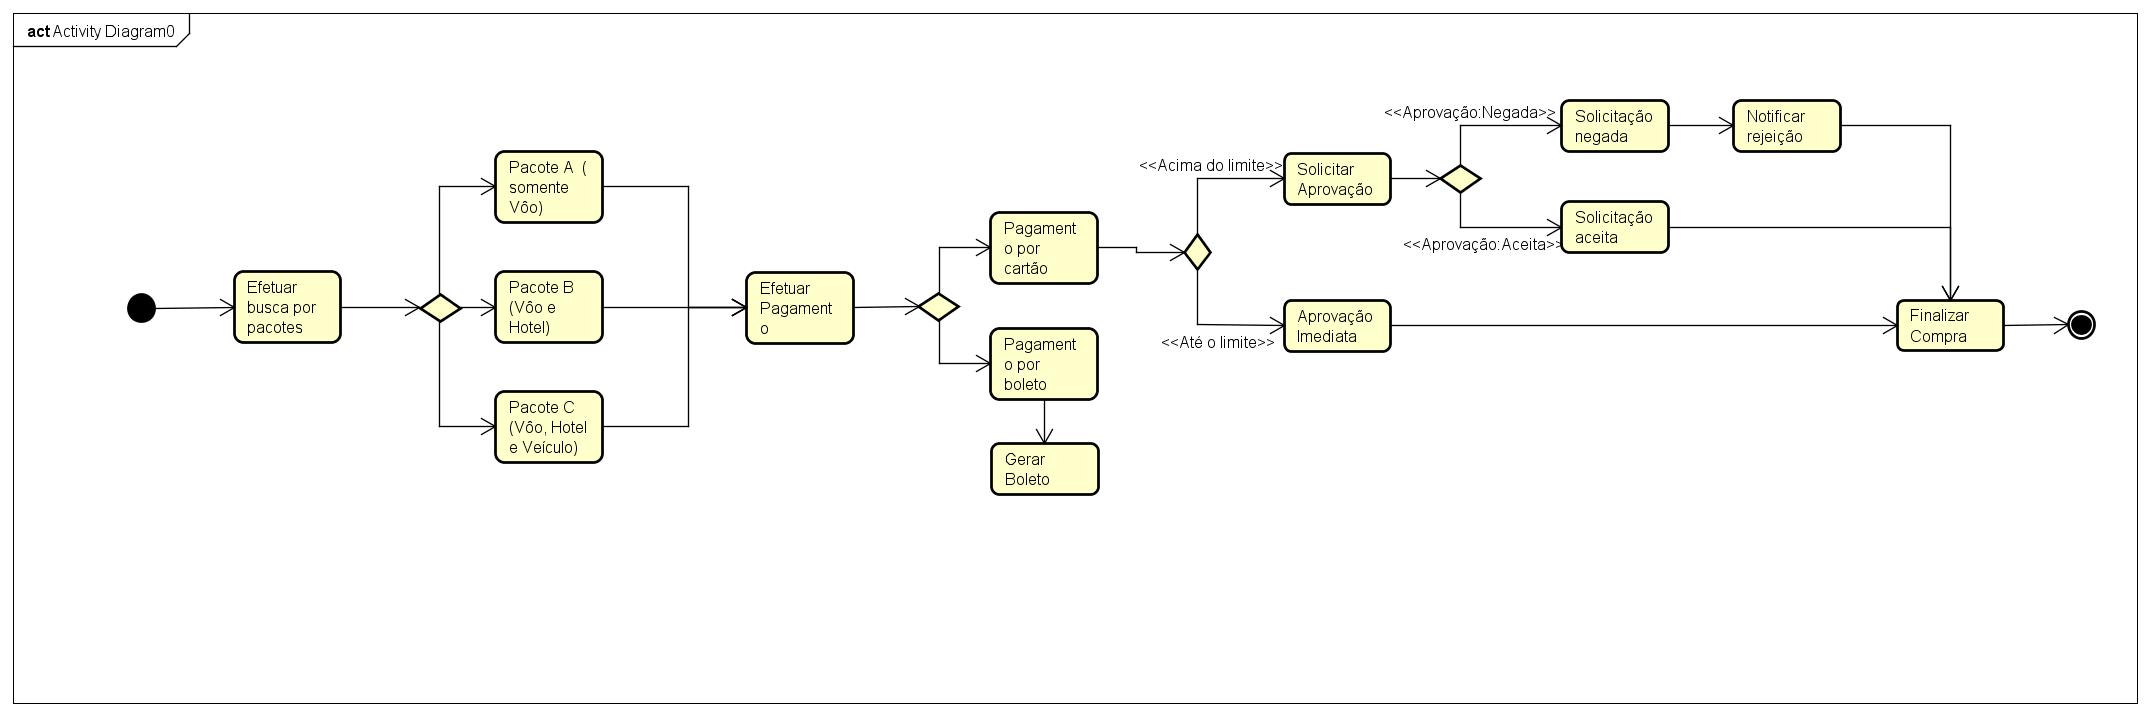 act Activity Diagram0
Efetuar
busca por
pacotes
Pacote A (
somente
Vôo)
Pacote B
(Vôo e
Hotel)
Pacote C
(Vôo, Hotel
e Veículo)
Efetuar
Pagament
o
Pagament
o por
cartão
Pagament
o por
boleto
Gerar
Boleto
<<Acima do limite>>
<<Até o limite>>
Solicitar
Aprovação
Aprovação
Imediata
<<Aprovação:Negada>>
<<Aprovação:Aceita>>
Solicitação
negada
Solicitação
aceita
Notificar
rejeição
Finalizar
Compra